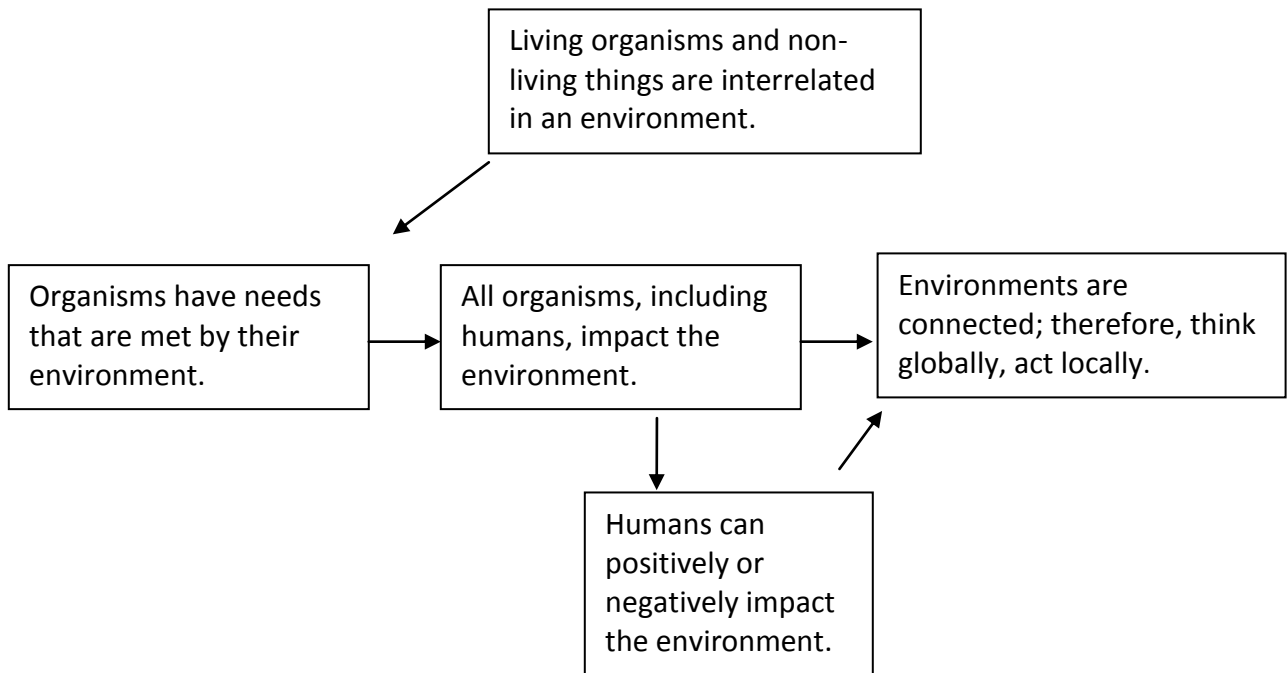 Living organisms and non-
living things are interrelated
in an environment.
Organisms have needs
that are met by their
environment.
All organisms, including
humans, impact the
environment.
Environments are
connected; therefore, think
globally, act locally.
Humans can
positively or
negatively impact
the environment.